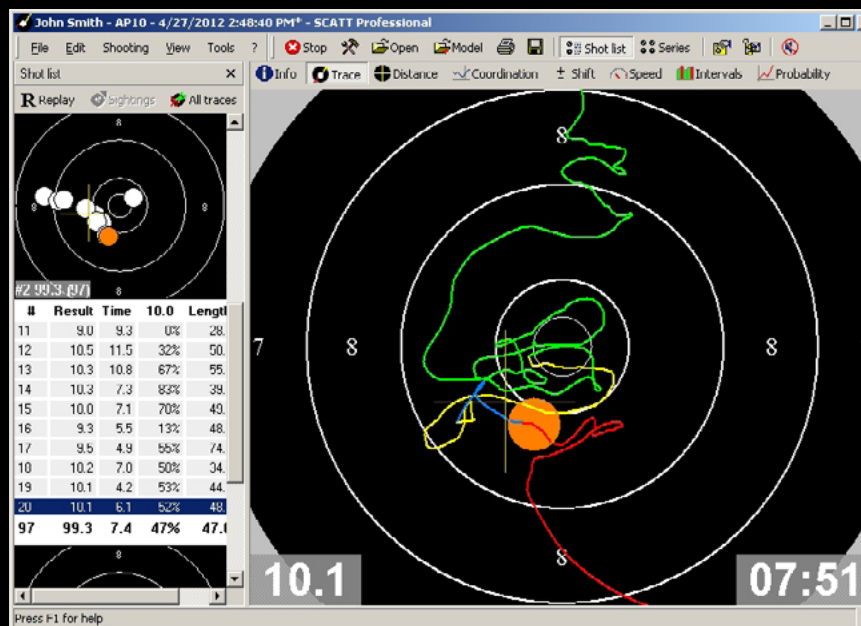 John Smith - AP10 - 4/27/2012 2:48:40 PM* - SCATT Professional
File Edit Shooting View Tools ? Stop Open Model Shot list Series
Shot list × Info Trace Distance Coordination ± Shift Speed Intervals Probability
R Replay Sightings All traces
8
8 8
8
#2 99.3 (97)
# Result Time 10.0 Length
11 9.0 9.3 0% 28.
12 10.5 11.5 32% 50.
13 10.3 10.8 67% 55.
14 10.3 7.3 83% 39.
15 10.0 7.1 70% 49.
16 9.3 5.5 13% 48.
17 9.5 4.9 55% 74.
18 10.2 7.0 50% 34.
19 10.1 4.2 53% 44.
20 10.1 6.1 52% 48.
97 99.3 7.4 47% 47.0
8
8
7 8 8
8
10.1 07:51
Press F1 for help